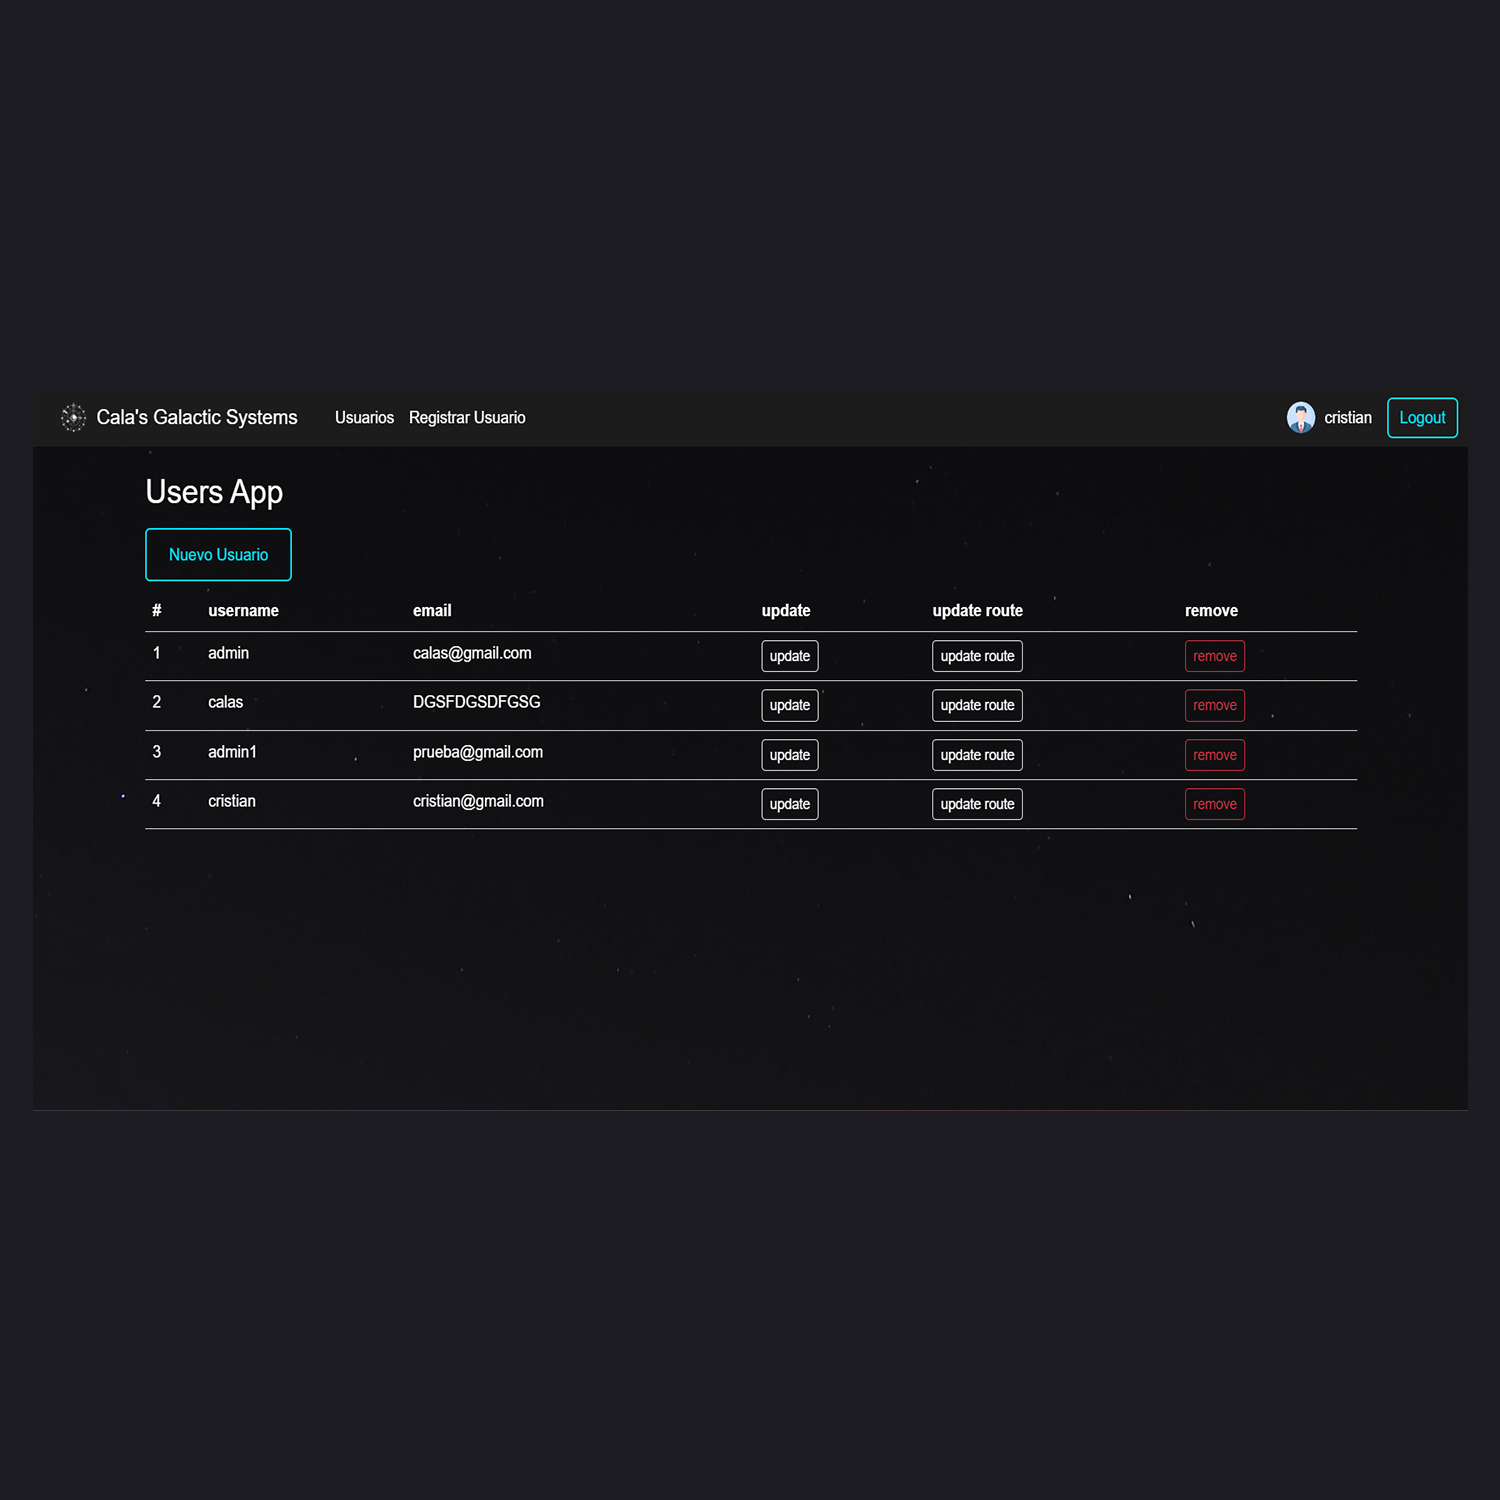 Cala's Galactic Systems Usuarios Registrar Usuario cristian Logout
Users App
Nuevo Usuario
# username email update update route remove
1 admin calas@gmail.com update update route remove
2 calas DGSFDGSDFGSG update update route remove
3 admin1 prueba@gmail.com update update route remove
4 cristian cristian@gmail.com update update route remove